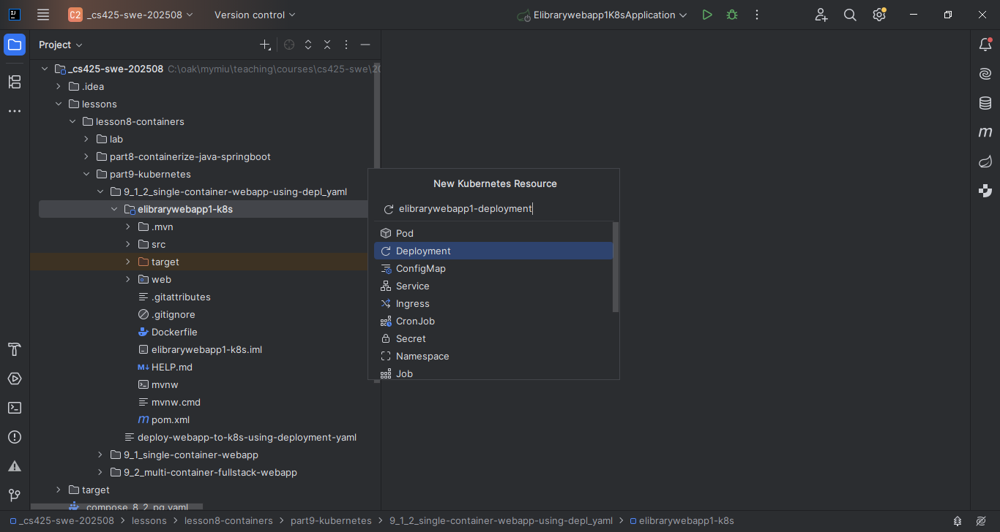 C2 _cs425-swe-202508 Version control Elibrarywebapp1K8sApplication
Project
_cs425-swe-202508 C:\oak\mymiu\teaching\courses\cs425-swe\20
.idea
lessons
lesson8-containers
lab
part8-containerize-java-springboot
part9-kubernetes
9_1_2_single-container-webapp-using-depl_yaml
elibrarywebapp1-k8s
.mvn
src
target
web
.gitattributes
.gitignore
Dockerfile
elibrarywebapp1-k8s.iml
M↓ HELP.md
mvnw
mvnw.cmd
m pom.xml
deploy-webapp-to-k8s-using-deployment-yaml
9_1_single-container-webapp
9_2_multi-container-fullstack-webapp
target
compose_8_2_pg.yaml
New Kubernetes Resource
elibrarywebapp1-deployment
Pod
Deployment
ConfigMap
Service
Ingress
CronJob
Secret
Namespace
Job
m
_cs425-swe-202508 > lessons > lesson8-containers > part9-kubernetes > 9_1_2_single-container-webapp-using-depl_yaml > elibrarywebapp1-k8s